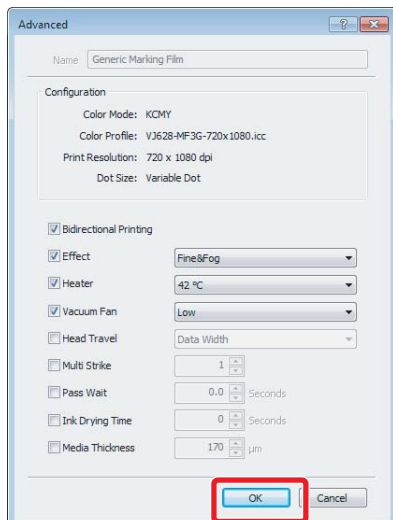 Advanced
Name Generic Marking Film
Configuration
Color Mode: KCMY
Color Profile: VJ628-MF3G-720x1080.icc
Print Resolution: 720 x 1080 dpi
Dot Size: Variable Dot
Bidirectional Printing
Effect Fine&Fog
Heater 42 ºC
Vacuum Fan Low
Head Travel Data Width
Multi Strike 1
Pass Wait 0.0 Seconds
Ink Drying Time 0 Seconds
Media Thickness 170 µm
OK Cancel